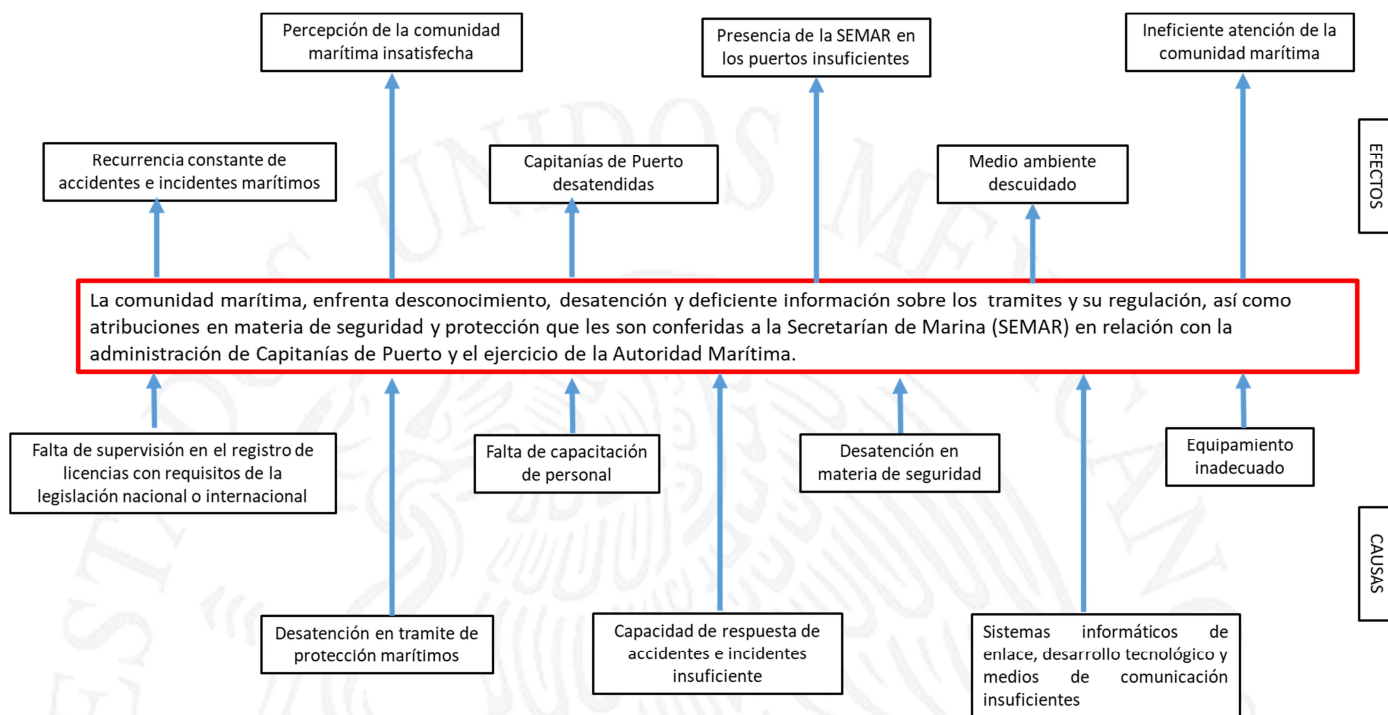 Percepción de la comunidad
marítima insatisfecha
Presencia de la SEMAR en
los puertos insuficientes
Ineficiente atención de la
comunidad marítima
Recurrencia constante de
accidentes e incidentes marítimos
Capitanías de Puerto
desatendidas
Medio ambiente
descuidado
EFECTOS
La comunidad marítima, enfrenta desconocimiento, desatención y deficiente información sobre los tramites y su regulación, así como
atribuciones en materia de seguridad y protección que les son conferidas a la Secretarían de Marina (SEMAR) en relación con la
administración de Capitanías de Puerto y el ejercicio de la Autoridad Marítima.
Falta de supervisión en el registro de
licencias con requisitos de la
legislación nacional o internacional
Falta de capacitación
de personal
Desatención en
materia de seguridad
Equipamiento
inadecuado
CAUSAS
Desatención en tramite de
protección marítimos
Capacidad de respuesta de
accidentes e incidentes
insuficiente
Sistemas informáticos de
enlace, desarrollo tecnológico y
medios de comunicación
insuficientes
ESTADOS UNIDOS MEXICANOS